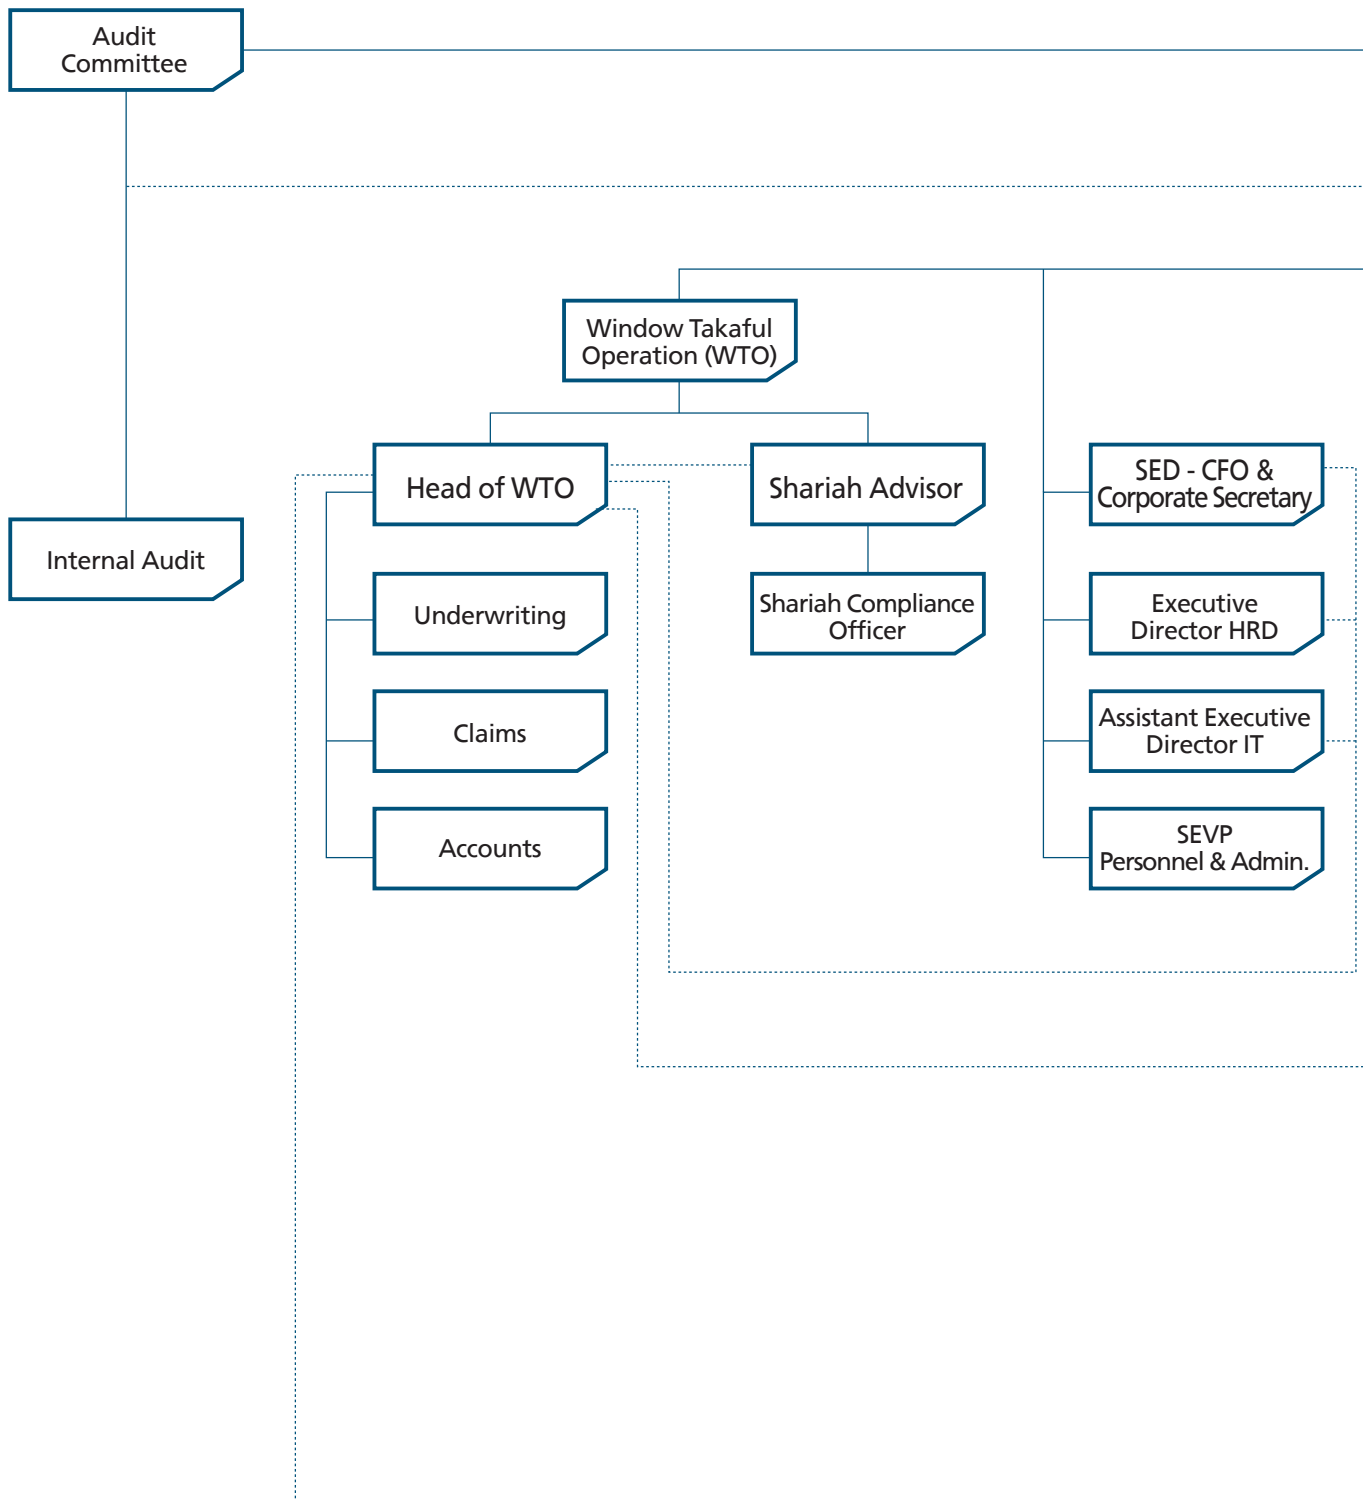 Audit
Committee
Window Takaful
Operation (WTO)
Head of WTO
Shariah Advisor
SED - CFO &
Corporate Secretary
Internal Audit
Underwriting
Shariah Compliance
Officer
Executive
Director HRD
Claims
Assistant Executive
Director IT
Accounts
SEVP
Personnel & Admin.